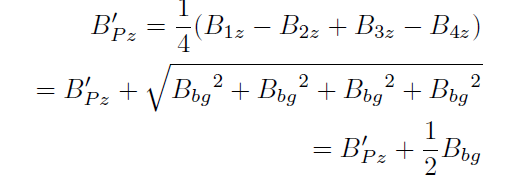 B'_{Pz} = \frac{1}{4}(B_{1z} - B_{2z} + B_{3z} - B_{4z})
= B'_{Pz} + \sqrt{{B_{bg}}^2 + {B_{bg}}^2 + {B_{bg}}^2 + {B_{bg}}^2}
= B'_{Pz} + \frac{1}{2}B_{bg}